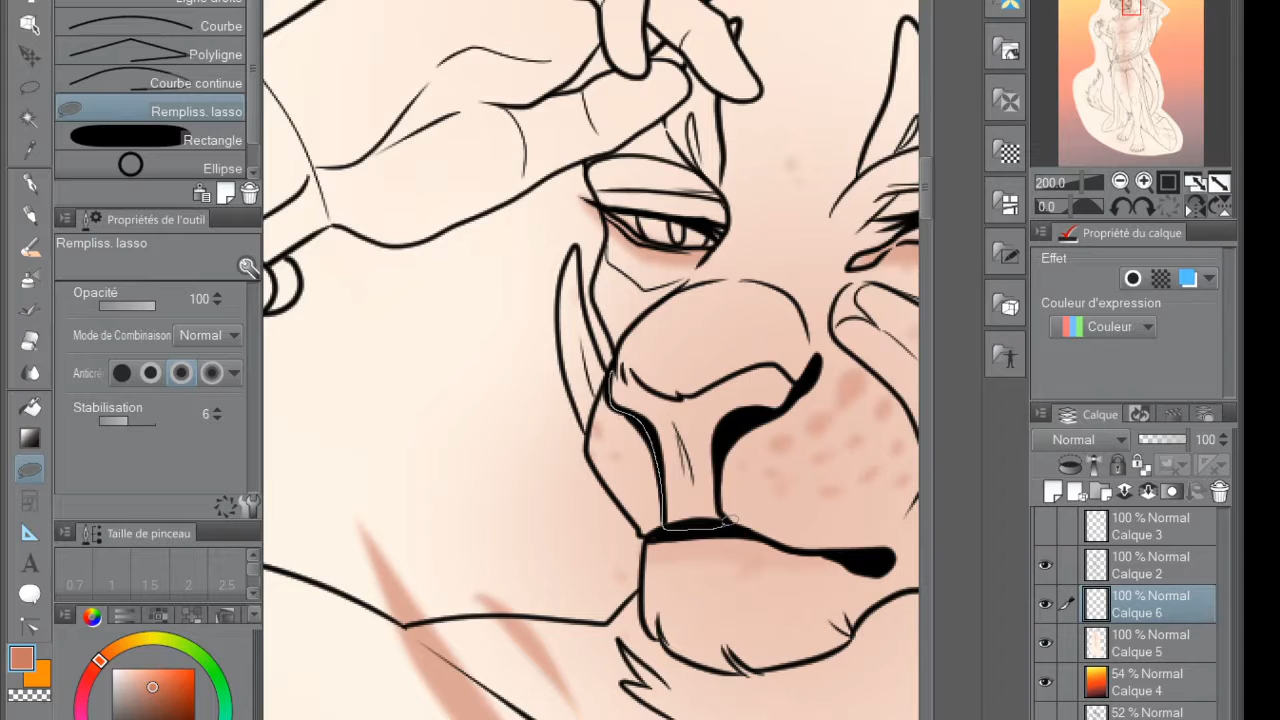 Ligne droite
Courbe
Polyligne
Courbe continue
Rempliss. lasso
Rectangle
Ellipse
Propriétés de l'outil
Rempliss. lasso
Opacité 100
Mode de Combinaison Normal
Anticré
Stabilisation 6
Taille de pinceau
0.7 1 1.5 2 2.5
200.0
0.0
Propriété du calque
Effet
Couleur d'expression
Couleur
Calque
Normal 100
100 % Normal
Calque 3
100 % Normal
Calque 2
100 % Normal
Calque 6
100 % Normal
Calque 5
54 % Normal
Calque 4
52 % Normal